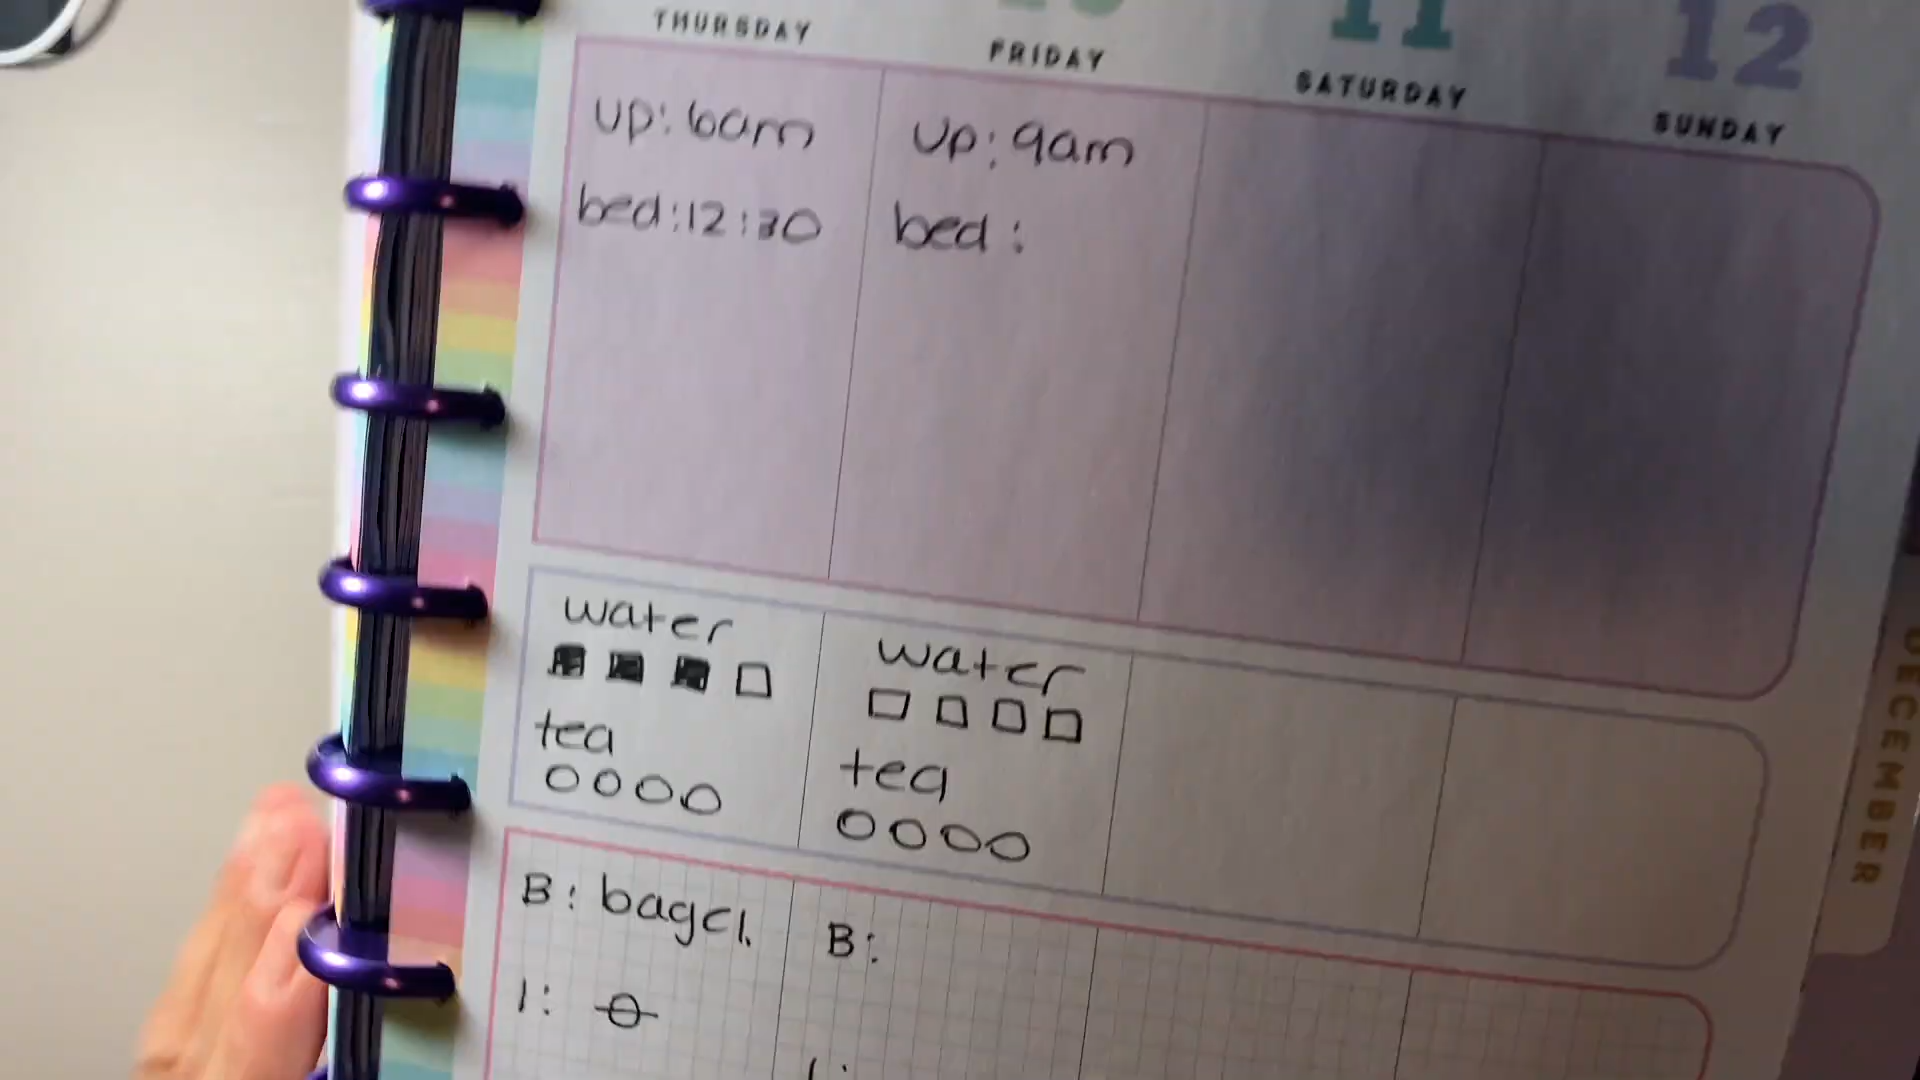 THURSDAY
FRIDAY
11
SATURDAY
12
SUNDAY
up: 6am
bed: 12:30
up: 9am
bed:
water
tea
water
tea
B: bagel.
l:
B:
DECEMBER